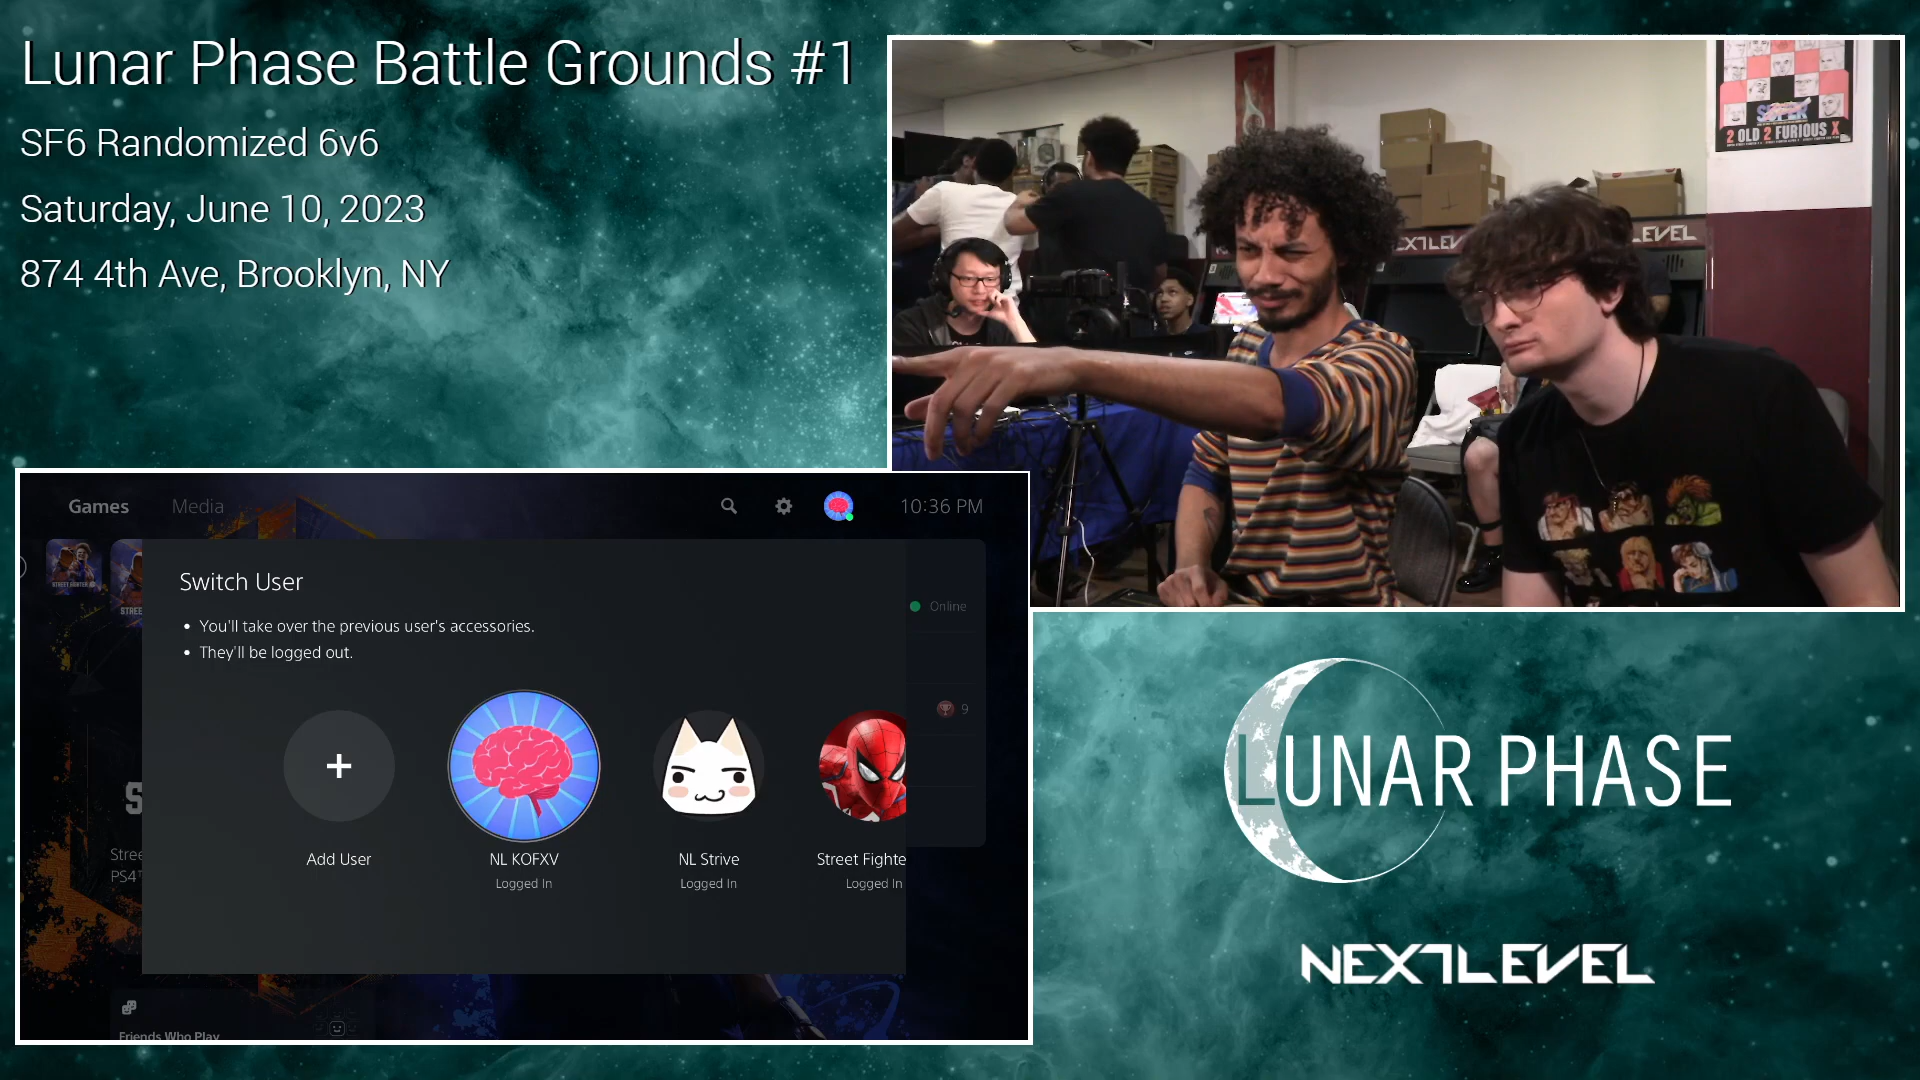 Lunar Phase Battle Grounds #1
SF6 Randomized 6v6
Saturday, June 10, 2023
874 4th Ave, Brooklyn, NY
2 OLD 2 FURIOUS X
Games
Media
10:36 PM
Switch User
• You'll take over the previous user's accessories.
• They'll be logged out.
Online
9
Add User
NL KOFXV
Logged In
NL Strive
Logged In
Street Fighte
Logged In
PS4
Friends Who Play
LUNAR PHASE
NEXTLEVEL